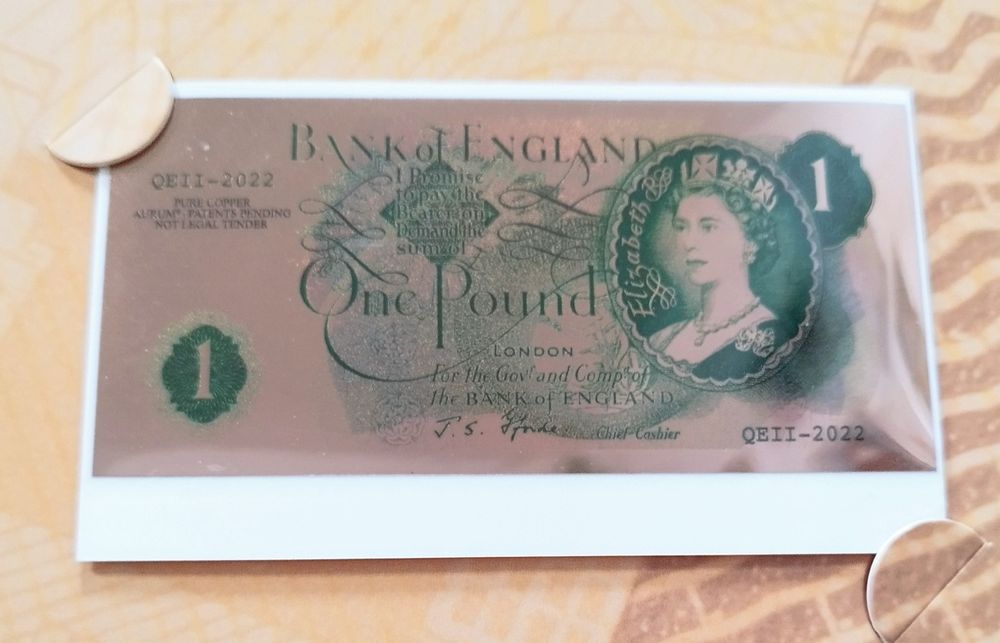 BANK of ENGLAND
1
QEII-2022
I Promise
to pay the
Bearer on
Demand the
sum of
PURE COPPER
AURUM® · PATENTS PENDING
NOT LEGAL TENDER
Elizabeth R
One Pound
1
LONDON
For the Govr and Compa of
The BANK of ENGLAND
J. S. Fforde
Chief Cashier
QEII-2022